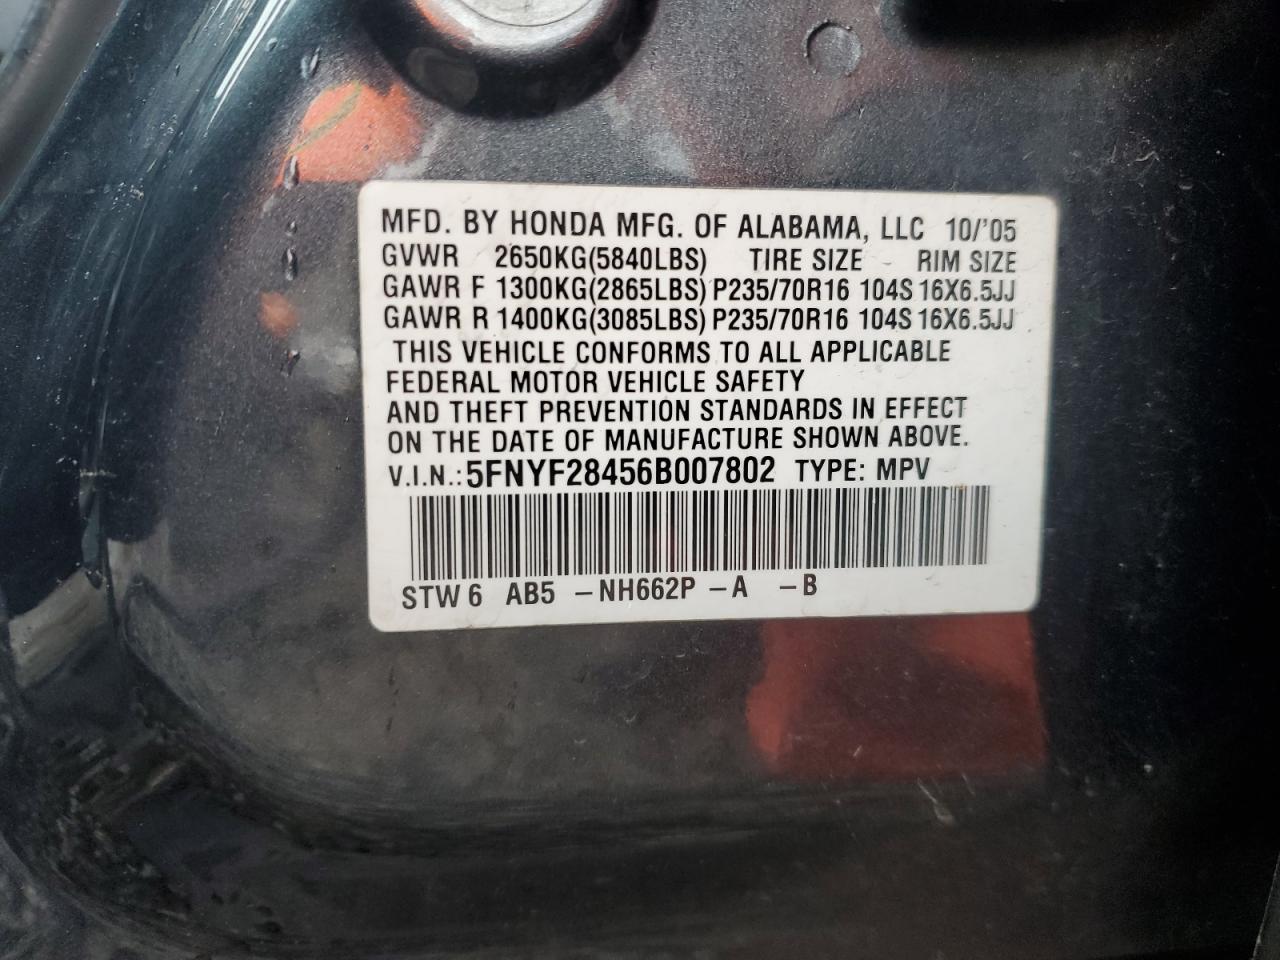 MFD. BY HONDA MFG. OF ALABAMA, LLC 10/'05
GVWR 2650KG(5840LBS) TIRE SIZE RIM SIZE
GAWR F 1300KG(2865LBS) P235/70R16 104S 16X6.5JJ
GAWR R 1400KG(3085LBS) P235/70R16 104S 16X6.5JJ
THIS VEHICLE CONFORMS TO ALL APPLICABLE
FEDERAL MOTOR VEHICLE SAFETY
AND THEFT PREVENTION STANDARDS IN EFFECT
ON THE DATE OF MANUFACTURE SHOWN ABOVE.
V.I.N.: 5FNYF28456B007802 TYPE: MPV
STW6 AB5 -NH662P -A -B